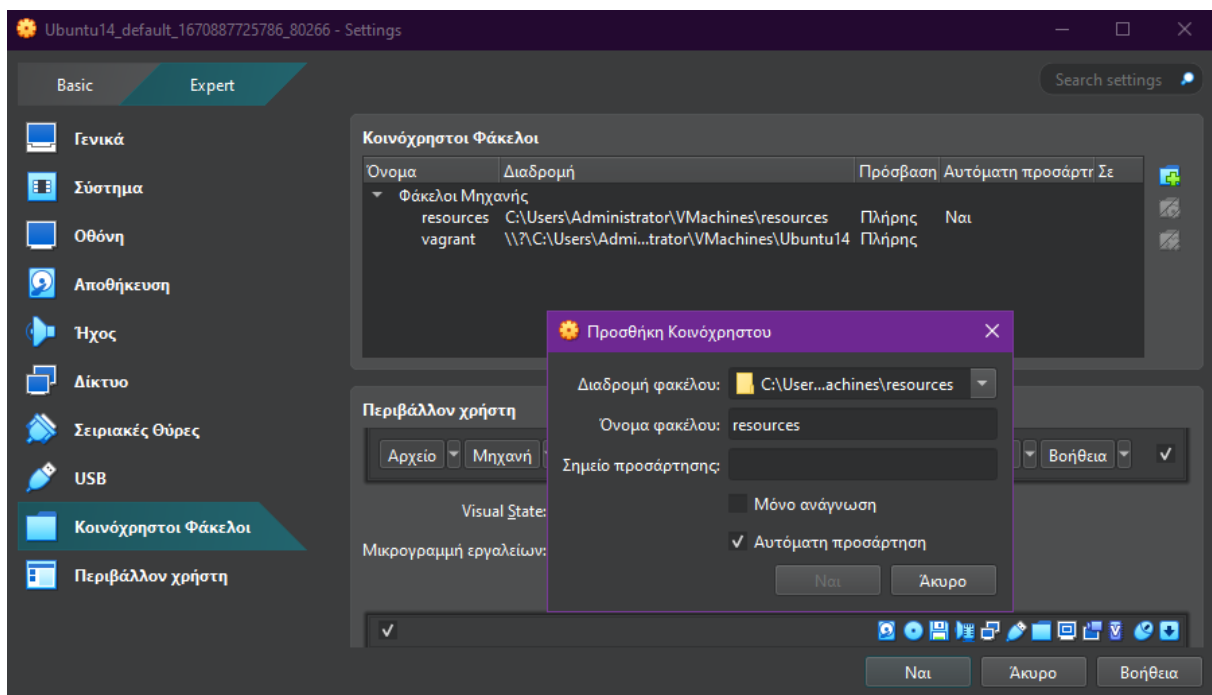 Ubuntu14_default_1670887725786_80266 - Settings
Basic
Expert
Search settings
Γενικά
Σύστημα
Οθόνη
Αποθήκευση
Ήχος
Δίκτυο
Σειριακές Θύρες
USB
Κοινόχρηστοι Φάκελοι
Περιβάλλον χρήστη
Κοινόχρηστοι Φάκελοι
Όνομα Διαδρομή Πρόσβαση Αυτόματη προσάρτ Σε
Φάκελοι Μηχανής
resources C:\Users\Administrator\VMachines\resources Πλήρης Ναι
vagrant \\?\C:\Users\Admi...trator\VMachines\Ubuntu14 Πλήρης
Περιβάλλον χρήστη
Αρχείο Μηχανή Βοήθεια
Visual State:
Μικρογραμμή εργαλείων:
Προσθήκη Κοινόχρηστου
Διαδρομή φακέλου: C:\User...achines\resources
Όνομα φακέλου: resources
Σημείο προσάρτησης:
Μόνο ανάγνωση
Αυτόματη προσάρτηση
Ναι Άκυρο
Ναι Άκυρο Βοήθεια